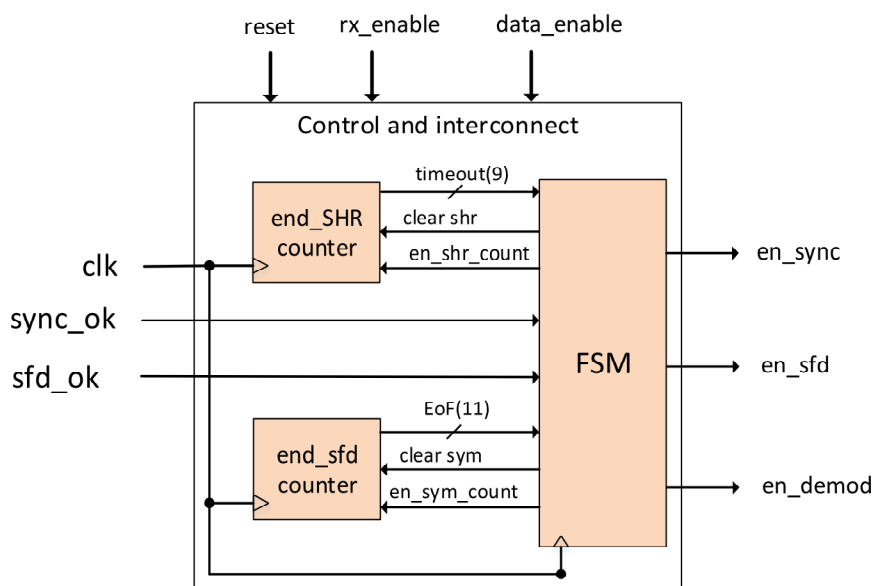 reset
rx_enable
data_enable
Control and interconnect
timeout(9)
end_SHR
counter
clear shr
en_shr_count
clk
sync_ok
sfd_ok
FSM
en_sync
en_sfd
en_demod
EoF(11)
end_sfd
counter
clear sym
en_sym_count